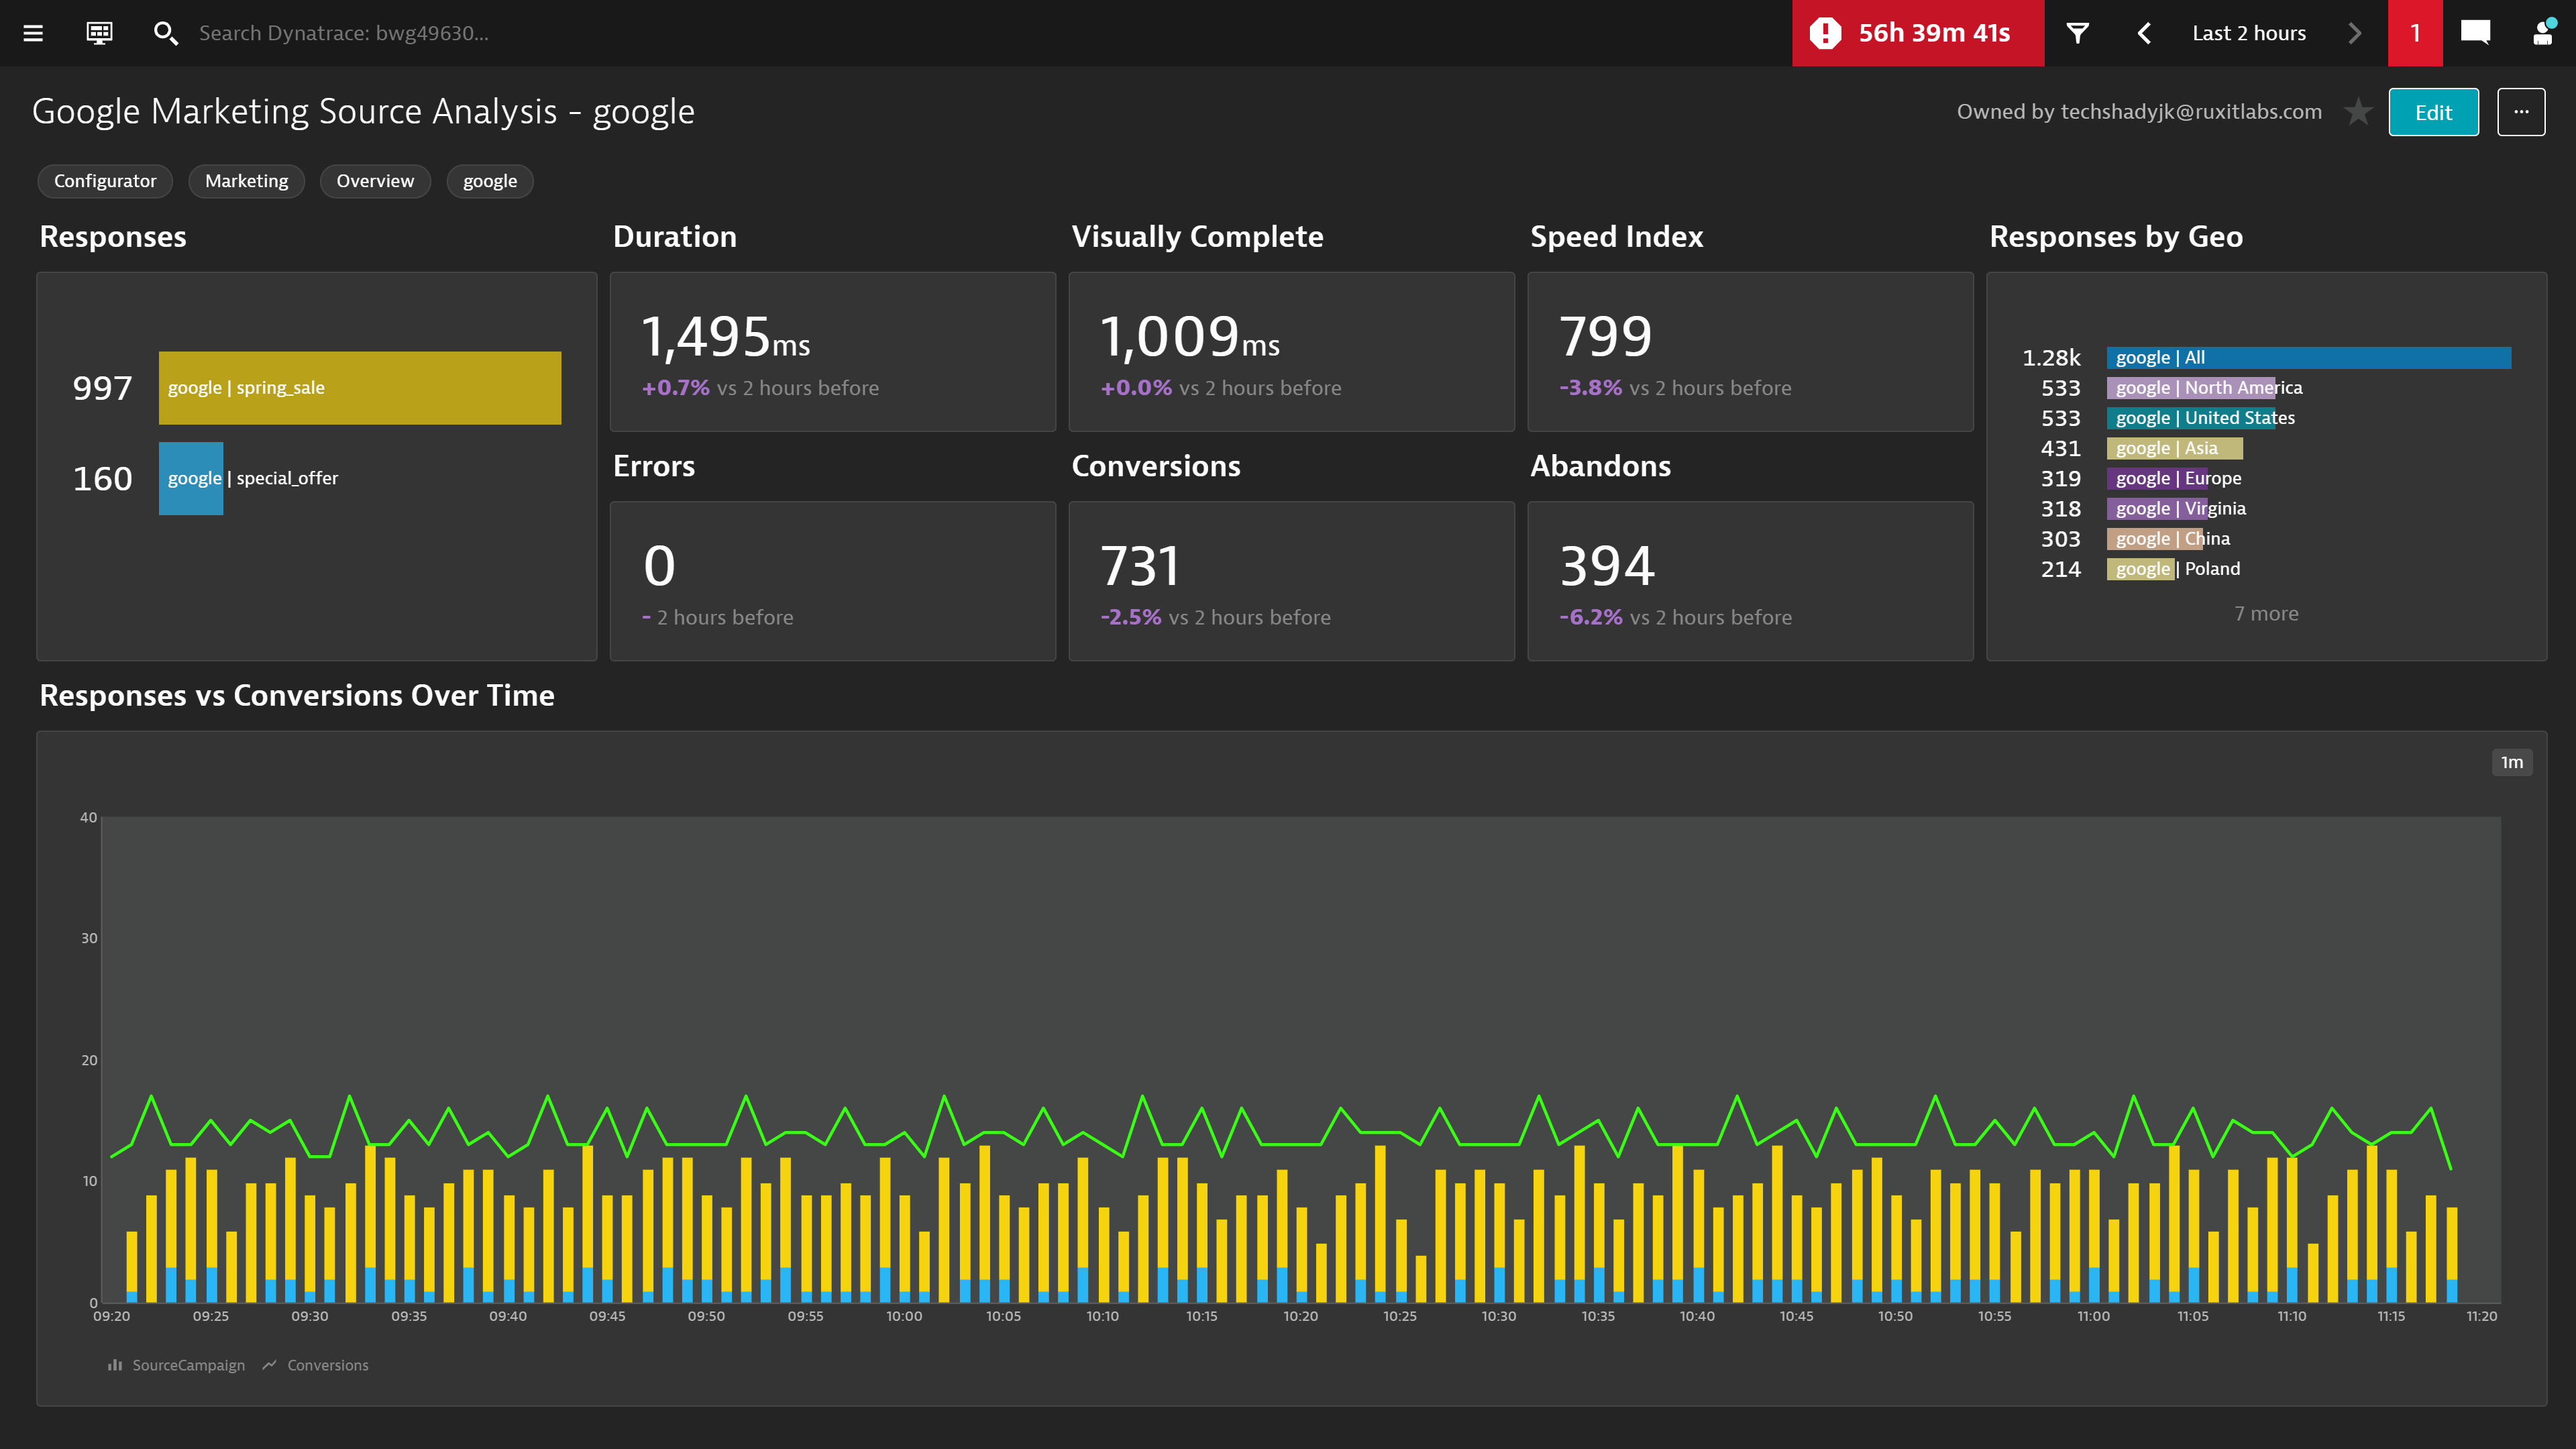 Search Dynatrace: bwg49630...
56h 39m 41s
Last 2 hours
1
Google Marketing Source Analysis - google
Owned by techshadyjk@ruxitlabs.com
Edit
...
Configurator
Marketing
Overview
google
Responses
997
google | spring_sale
160
google | special_offer
Duration
1,495ms
+0.7% vs 2 hours before
Visually Complete
1,009ms
+0.0% vs 2 hours before
Speed Index
799
-3.8% vs 2 hours before
Errors
0
- 2 hours before
Conversions
731
-2.5% vs 2 hours before
Abandons
394
-6.2% vs 2 hours before
Responses by Geo
1.28k google | All
533 google | North America
533 google | United States
431 google | Asia
319 google | Europe
318 google | Virginia
303 google | China
214 google | Poland
7 more
Responses vs Conversions Over Time
1m
40
30
20
10
0
09:20 09:25 09:30 09:35 09:40 09:45 09:50 09:55 10:00 10:05 10:10 10:15 10:20 10:25 10:30 10:35 10:40 10:45 10:50 10:55 11:00 11:05 11:10 11:15 11:20
SourceCampaign Conversions